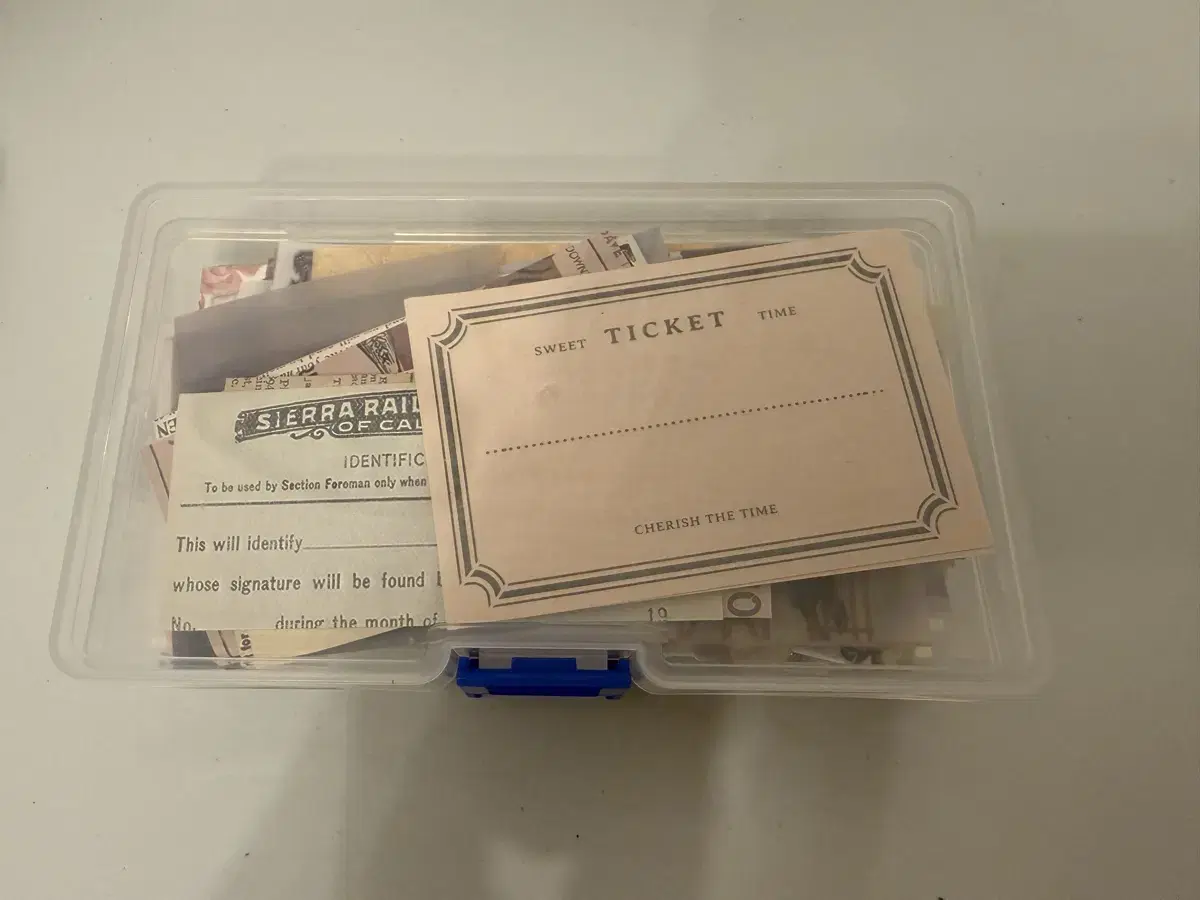 SWEET TICKET TIME
CHERISH THE TIME
SIERRA RAIL
OF CAL
IDENTIFIC
To be used by Section Foreman only when
This will identify
whose signature will be found
No. during the month of
19